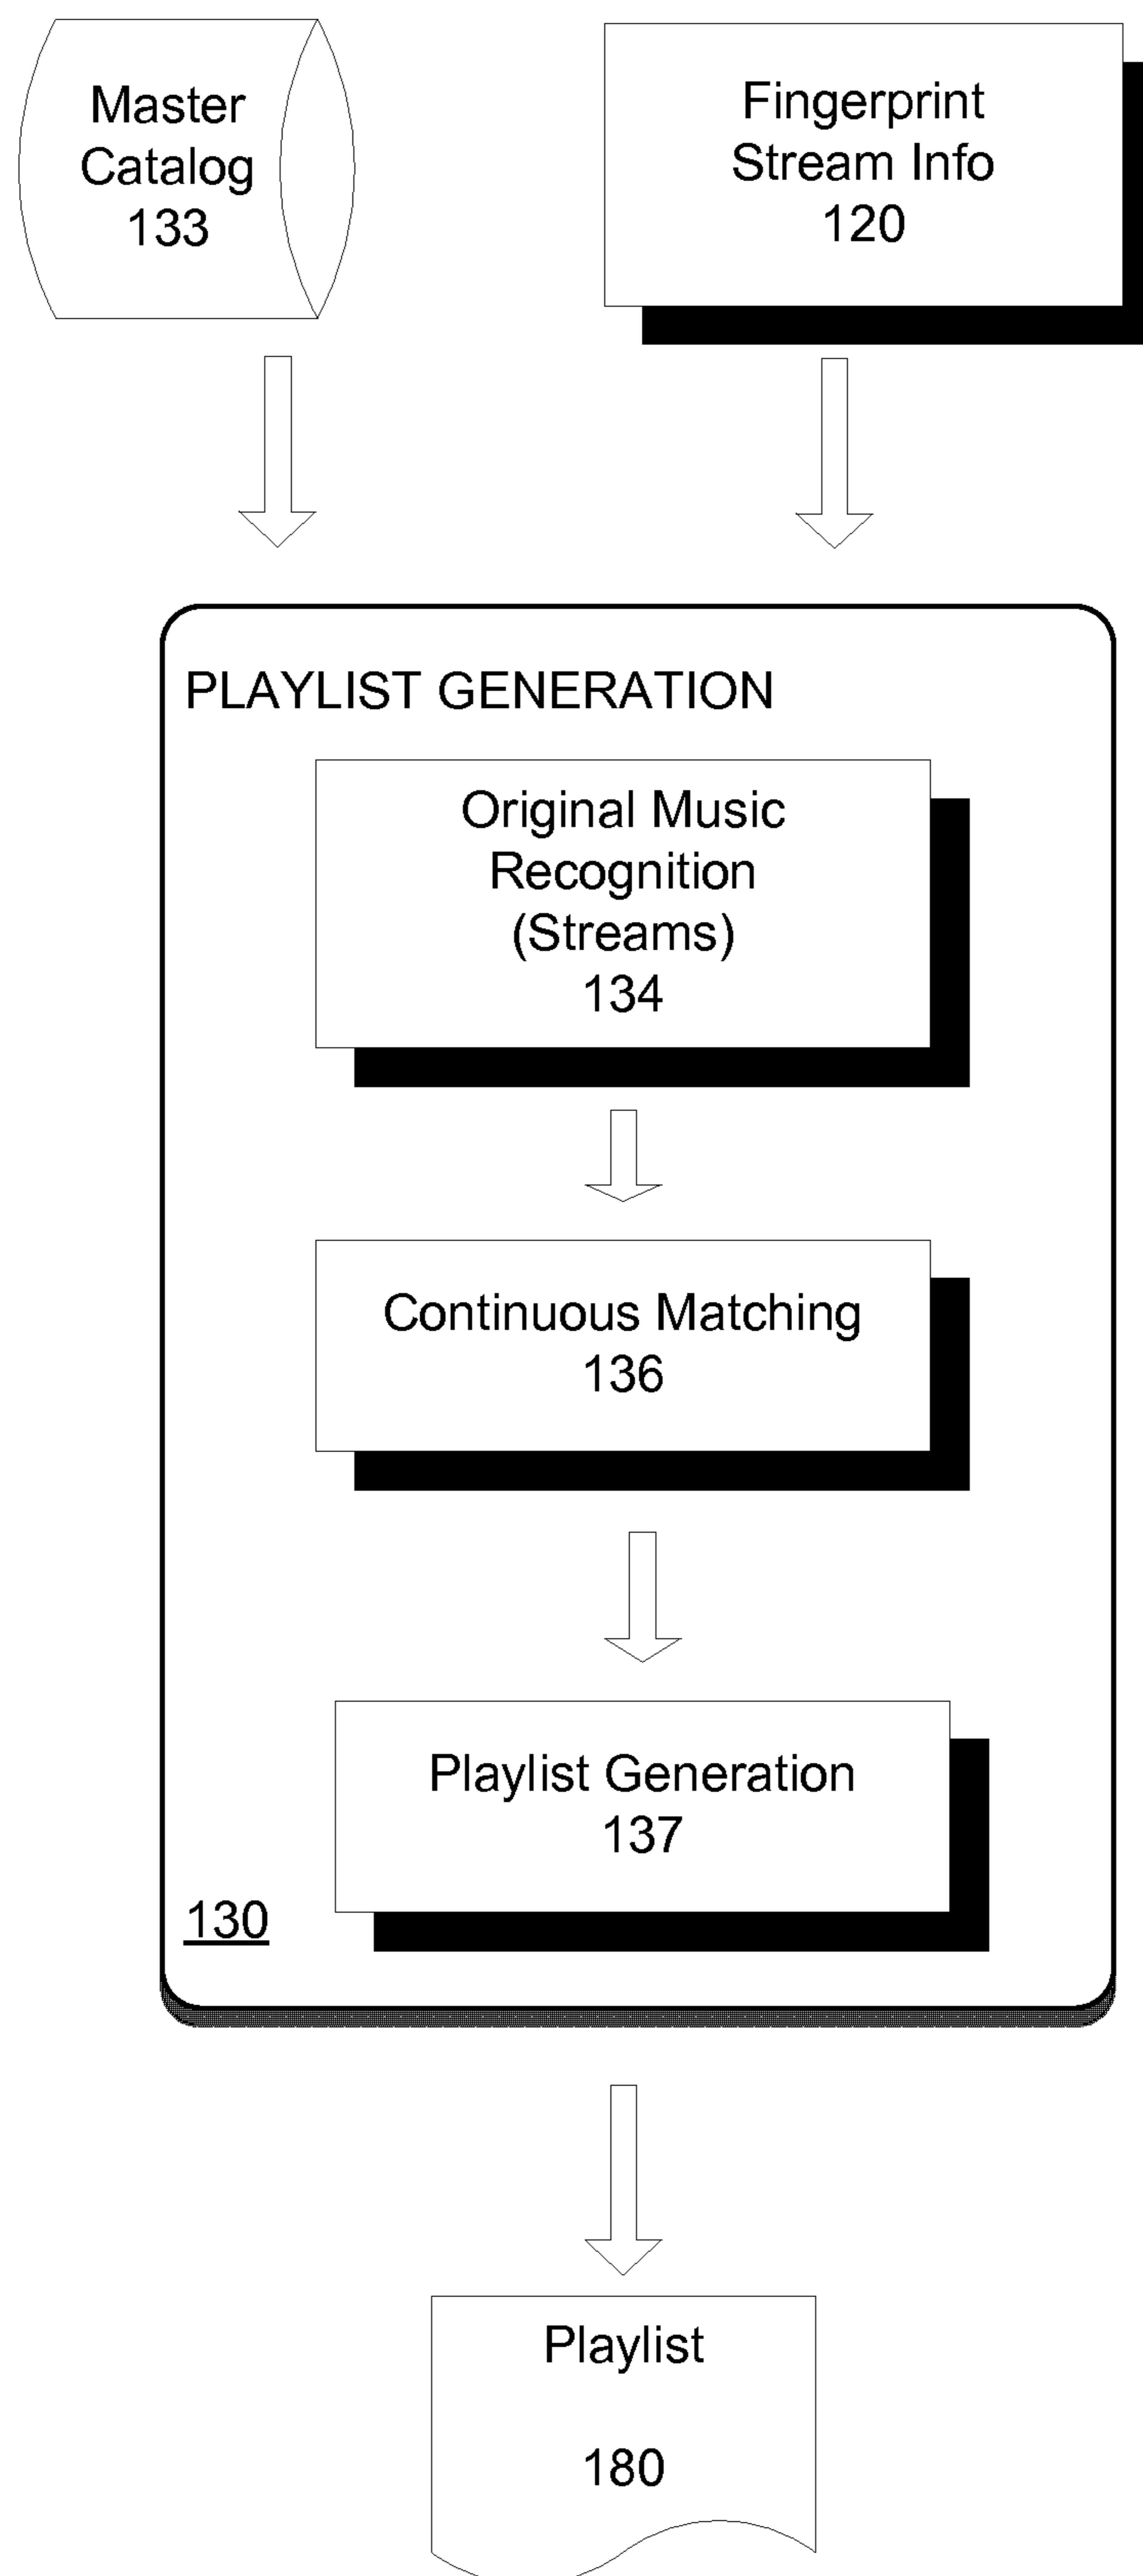 Master
Catalog
133
Fingerprint
Stream Info
120
PLAYLIST GENERATION
Original Music
Recognition
(Streams)
134
Continuous Matching
136
Playlist Generation
137
130
Playlist
180